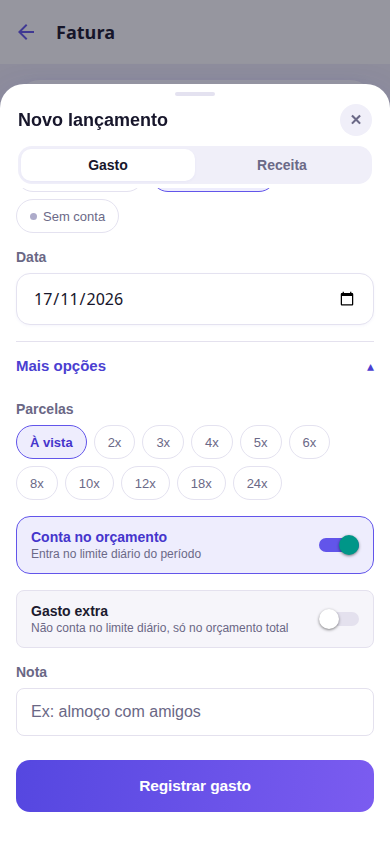 Fatura
Novo lançamento
Gasto
Receita
Sem conta
Data
17/11/2026
Mais opções
Parcelas
À vista
2x
3x
4x
5x
6x
8x
10x
12x
18x
24x
Conta no orçamento
Entra no limite diário do período
Gasto extra
Não conta no limite diário, só no orçamento total
Nota
Ex: almoço com amigos
Registrar gasto